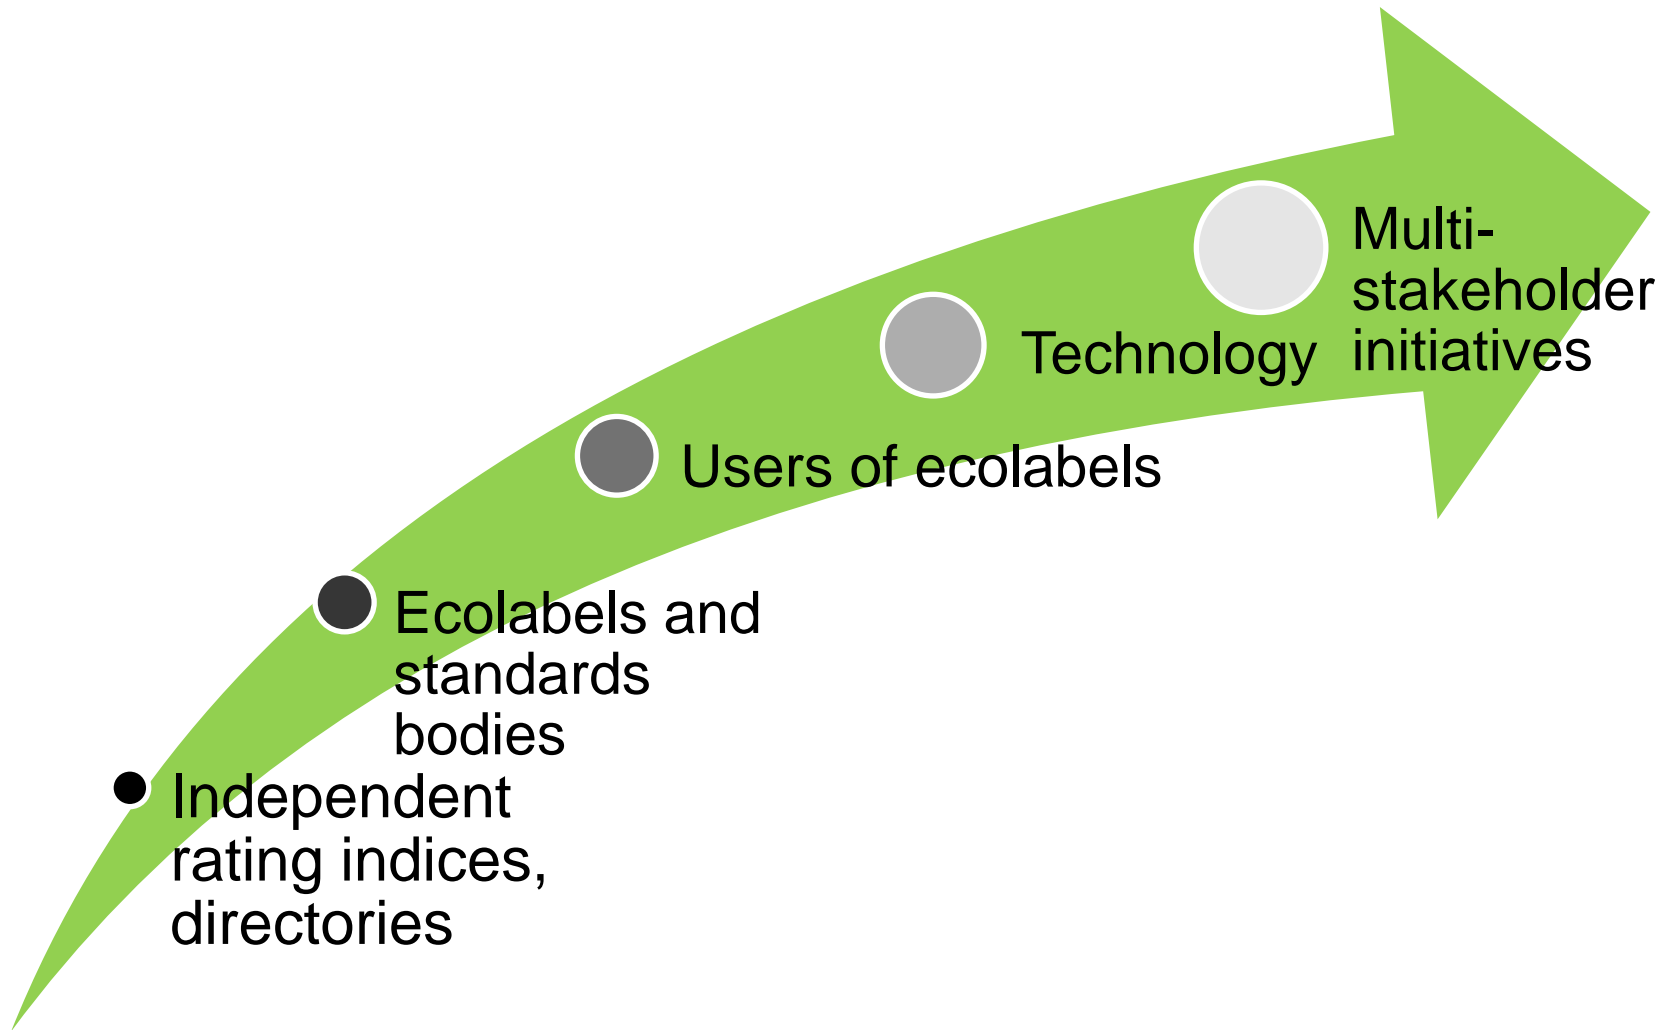 Multi-
stakeholder
initiatives
Technology
Users of ecolabels
Ecolabels and
standards
bodies
Independent
rating indices,
directories